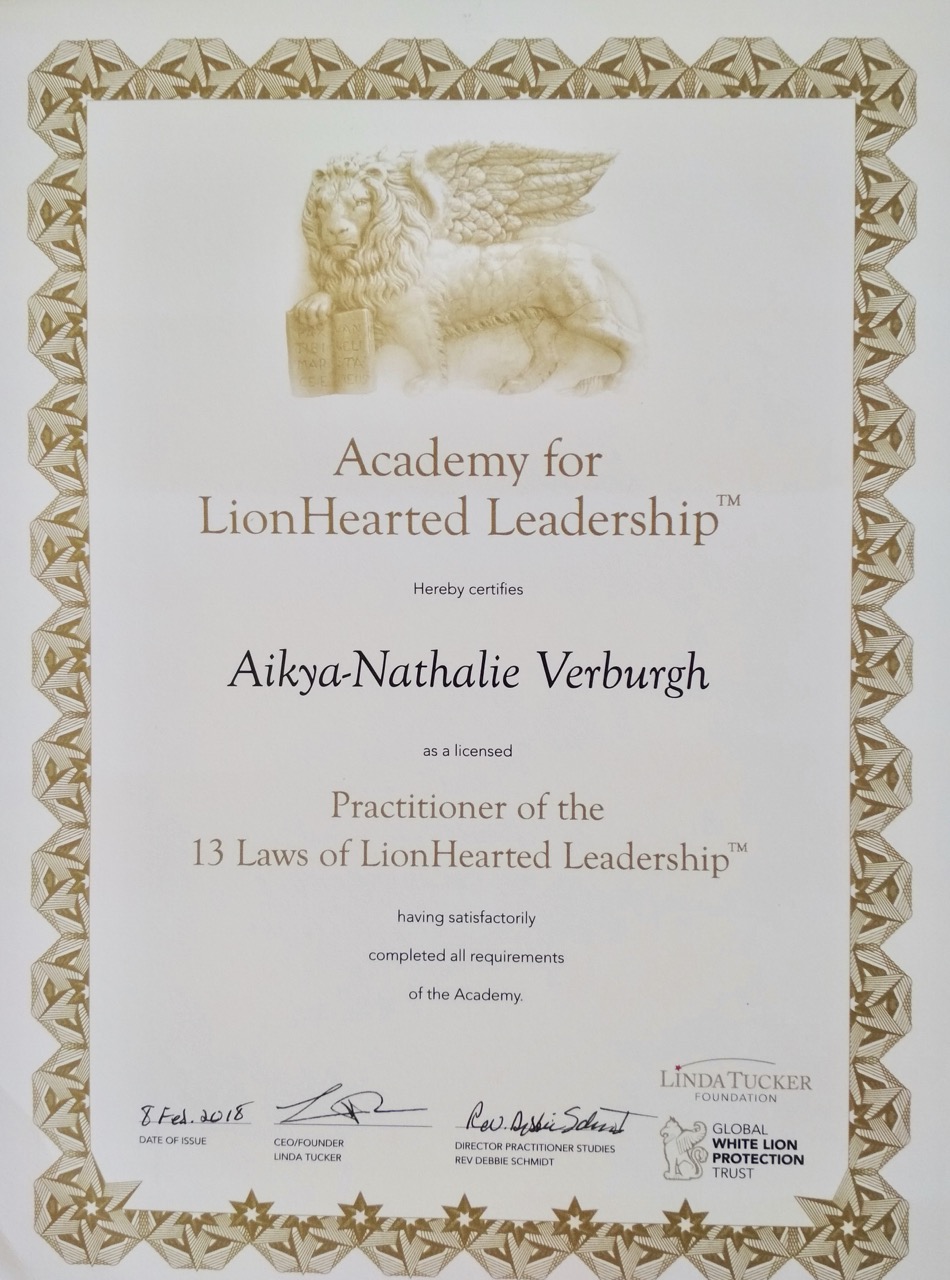 Academy for
LionHearted Leadership™
Hereby certifies
Aikya-Nathalie Verburgh
as a licensed
Practitioner of the
13 Laws of LionHearted Leadership™
having satisfactorily
completed all requirements
of the Academy.
LINDA TUCKER
FOUNDATION
8 Feb. 2018
Rev. Debbie Schmidt
DATE OF ISSUE
CEO/FOUNDER
LINDA TUCKER
DIRECTOR PRACTITIONER STUDIES
REV DEBBIE SCHMIDT
GLOBAL
WHITE LION
PROTECTION
TRUST